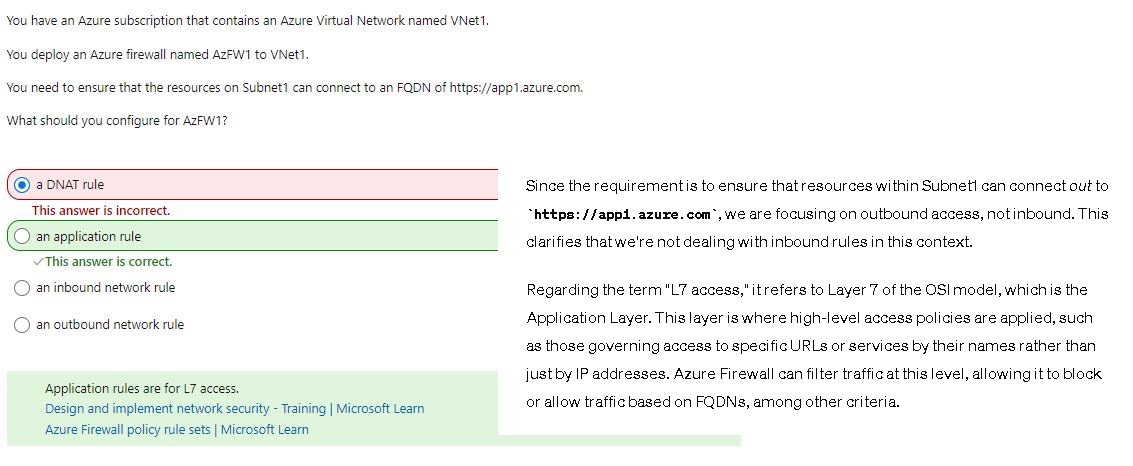 You have an Azure subscription that contains an Azure Virtual Network named VNet1.
You deploy an Azure firewall named AzFW1 to VNet1.
You need to ensure that the resources on Subnet1 can connect to an FQDN of https://app1.azure.com.
What should you configure for AzFW1?
a DNAT rule
This answer is incorrect.
an application rule
✓This answer is correct.
an inbound network rule
an outbound network rule
Application rules are for L7 access.
Design and implement network security - Training | Microsoft Learn
Azure Firewall policy rule sets | Microsoft Learn
Since the requirement is to ensure that resources within Subnet1 can connect out to
`https://app1.azure.com`, we are focusing on outbound access, not inbound. This
clarifies that we're not dealing with inbound rules in this context.
Regarding the term "L7 access," it refers to Layer 7 of the OSI model, which is the
Application Layer. This layer is where high-level access policies are applied, such
as those governing access to specific URLs or services by their names rather than
just by IP addresses. Azure Firewall can filter traffic at this level, allowing it to block
or allow traffic based on FQDNs, among other criteria.